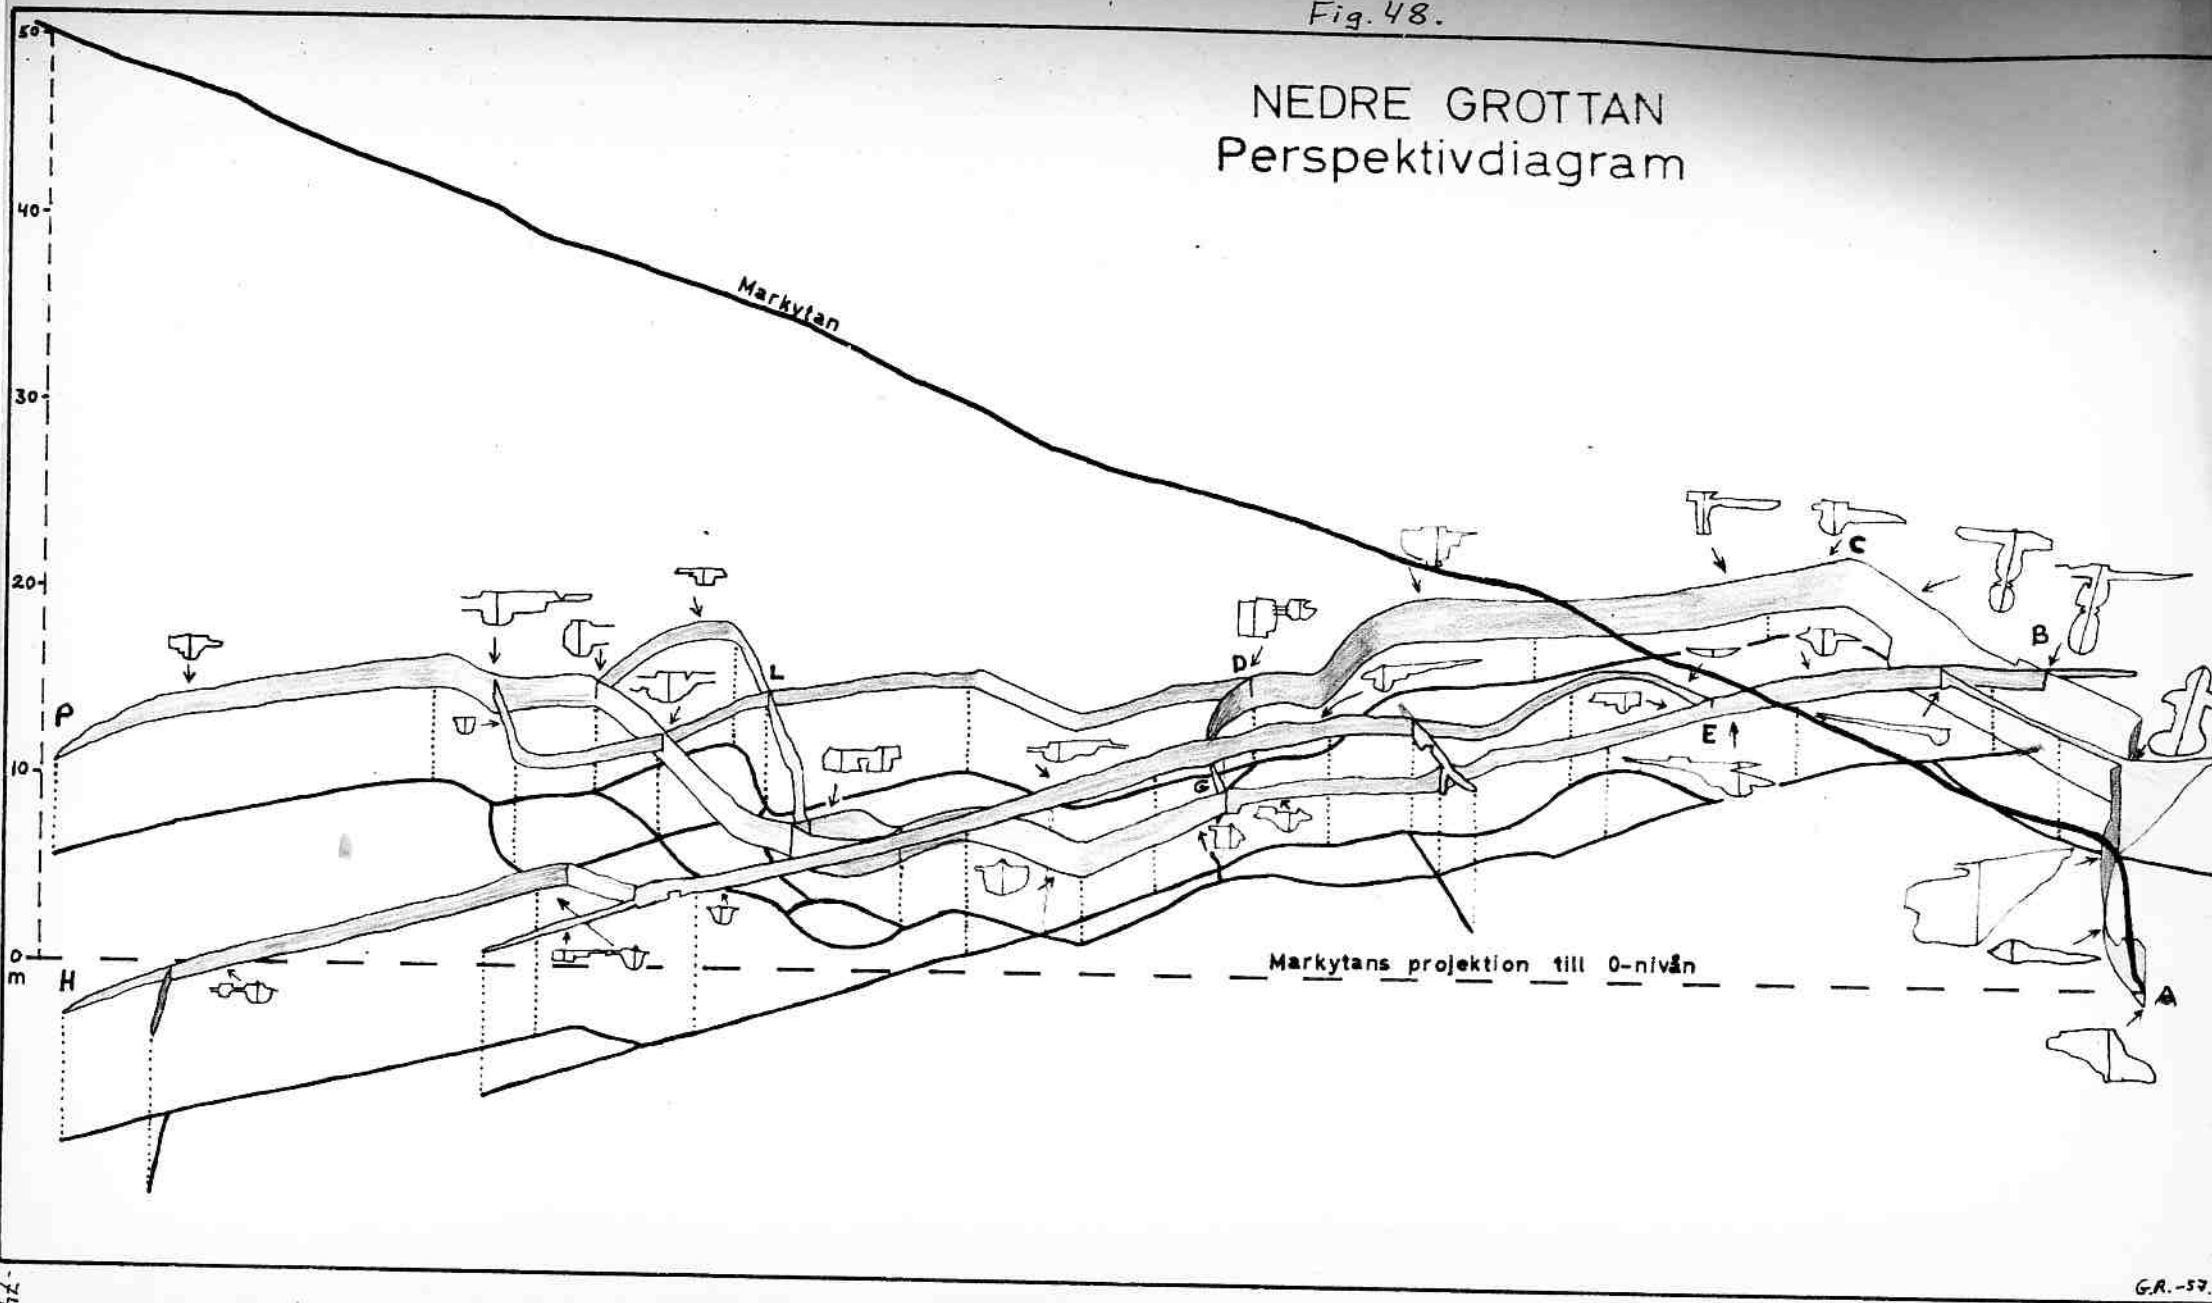 Fig. 48.
NEDRE GROTTAN
Perspektivdiagram
50
40
30
20
10
0
m
Markytan
P
L
D
C
B
G
E
H
A
Markytans projektion till 0-nivån
G.R. -57.